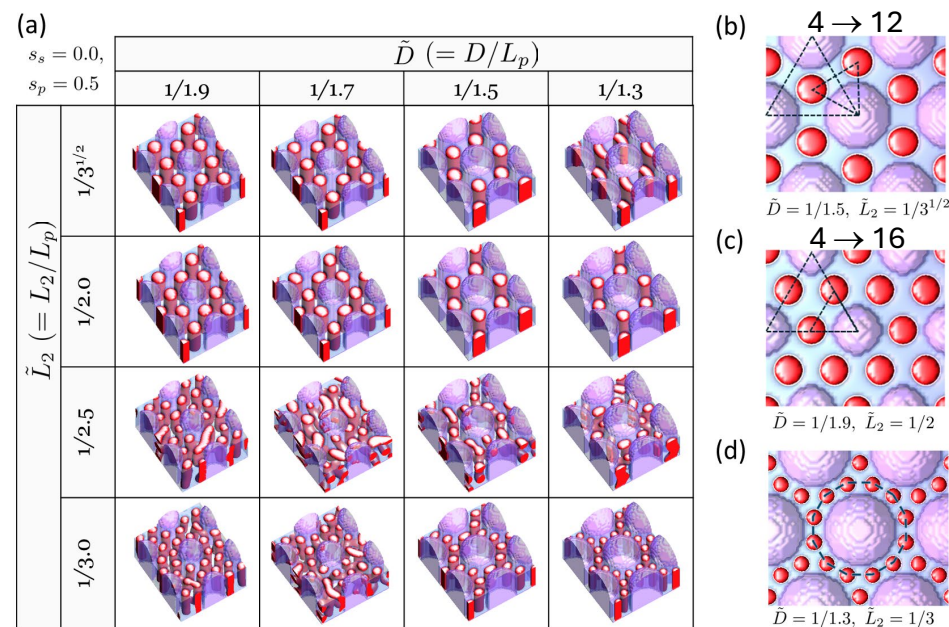 (a)
s_s = 0.0,
s_p = 0.5
D̃ (= D/L_p)
1/1.9 1/1.7 1/1.5 1/1.3
L̃_2 (= L_2/L_p)
1/3^{1/2}
1/2.0
1/2.5
1/3.0
(b)
4 → 12
D̃ = 1/1.5, L̃_2 = 1/3^{1/2}
(c)
4 → 16
D̃ = 1/1.9, L̃_2 = 1/2
(d)
D̃ = 1/1.3, L̃_2 = 1/3